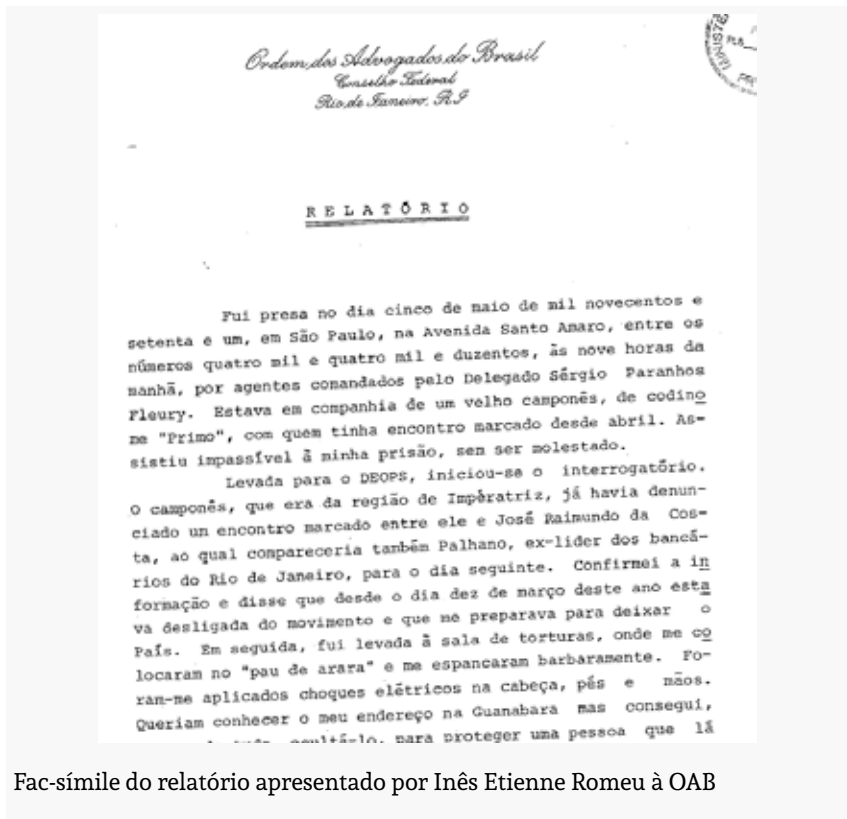 Ordem dos Advogados do Brasil
Conselho Federal
Rio de Janeiro, RJ
MINISTÉ
FLS
RELATÓRIO
Fui presa no dia cinco de maio de mil novecentos e
setenta e um, em São Paulo, na Avenida Santo Amaro, entre os
números quatro mil e quatro mil e duzentos, às nove horas da
manhã, por agentes comandados pelo Delegado Sérgio Paranhos
Fleury. Estava em companhia de um velho camponês, de codino
me "Primo", com quem tinha encontro marcado desde abril. As-
sistiu impassível à minha prisão, sem ser molestado.
Levada para o DEOPS, iniciou-se o interrogatório.
O camponês, que era da região de Imperatriz, já havia denun-
ciado un encontro marcado entre ele e José Raimundo da Cos-
ta, ao qual compareceria também Palhano, ex-lider dos bancá-
rios do Rio de Janeiro, para o dia seguinte. Confirmei a in
formação e disse que desde o dia dez de março deste ano esta
va desligada do movimento e que me preparava para deixar o
País. Em seguida, fui levada à sala de torturas, onde me co
locaram no "pau de arara" e me espancaram barbaramente. Fo-
ram-me aplicados choques elétricos na cabeça, pés e mãos.
Queriam conhecer o meu endereço na Guanabara mas consegui,
ocultá-lo, para proteger uma pessoa que lá
Fac-símile do relatório apresentado por Inês Etienne Romeu à OAB